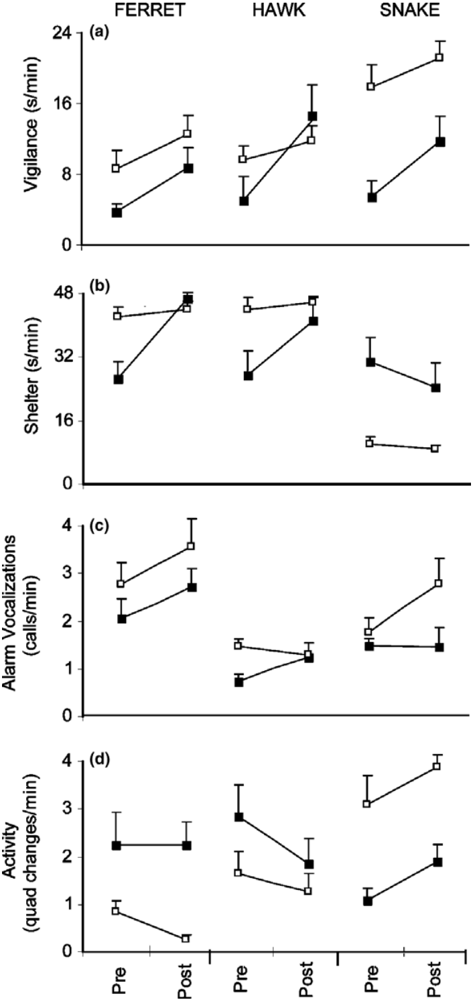 FERRET HAWK SNAKE
(a)
24
16
8
0
Vigilance (s/min)
(b)
48
32
16
0
Shelter (s/min)
(c)
4
3
2
1
0
Alarm Vocalizations
(calls/min)
(d)
4
3
2
1
0
Activity
(quad changes/min)
Pre Post Pre Post Pre Post